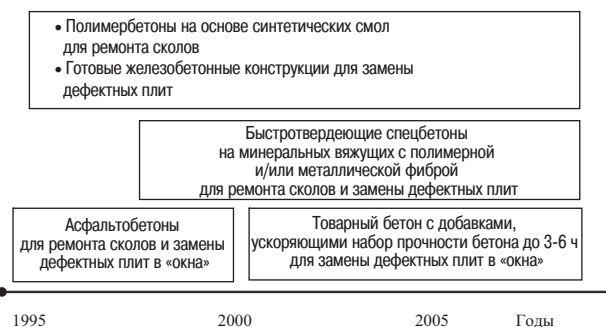 • Полимербетоны на основе синтетических смол
для ремонта сколов
• Готовые железобетонные конструкции для замены
дефектных плит
Быстротвердеющие спецбетоны
на минеральных вяжущих с полимерной
и/или металлической фиброй
для ремонта сколов и замены дефектных плит
Асфальтобетоны
для ремонта сколов и замены
дефектных плит в «окна»
Товарный бетон с добавками,
ускоряющими набор прочности бетона до 3-6 ч
для замены дефектных плит в «окна»
1995 2000 2005 Годы